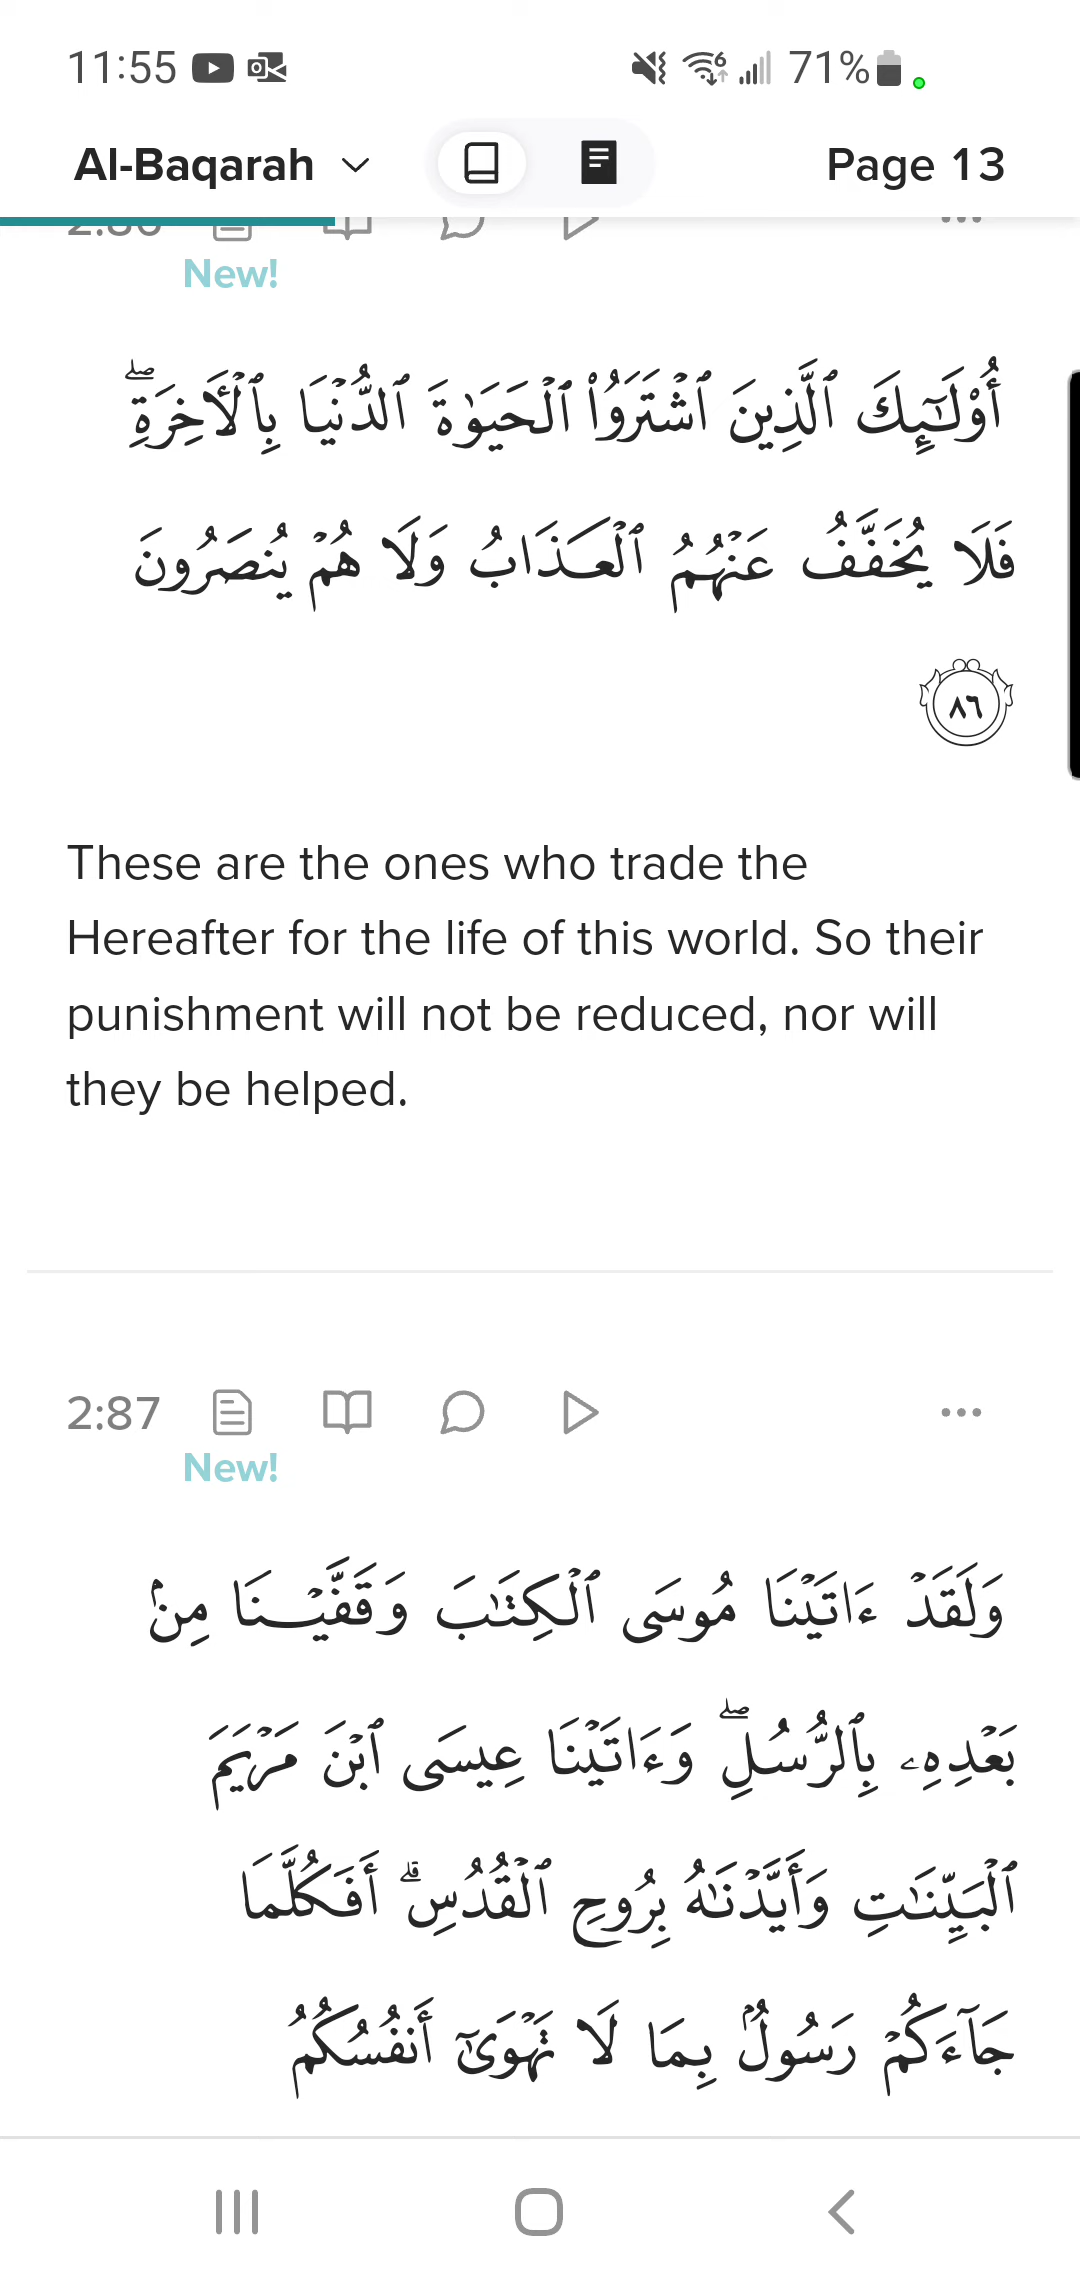 11:55 71%
Al-Baqarah Page 13
New!
أُو۟لَـٰٓئِكَ ٱلَّذِينَ ٱشْتَرَوُا۟ ٱلْحَيَوٰةَ ٱلدُّنْيَا بِٱلْـَٔاخِرَةِ ۖ
فَلَا يُخَفَّفُ عَنْهُمُ ٱلْعَذَابُ وَلَا هُمْ يُنصَرُونَ
٨٦
These are the ones who trade the
Hereafter for the life of this world. So their
punishment will not be reduced, nor will
they be helped.
2:87
New!
وَلَقَدْ ءَاتَيْنَا مُوسَى ٱلْكِتَـٰبَ وَقَفَّيْنَا مِنۢ
بَعْدِهِۦ بِٱلرُّسُلِ ۖ وَءَاتَيْنَا عِيسَى ٱبْنَ مَرْيَمَ
ٱلْبَيِّنَـٰتِ وَأَيَّدْنَـٰهُ بِرُوحِ ٱلْقُدُسِ ۗ أَفَكُلَّمَا
جَآءَكُمْ رَسُولٌۢ بِمَا لَا تَهْوَىٰٓ أَنفُسُكُمُ